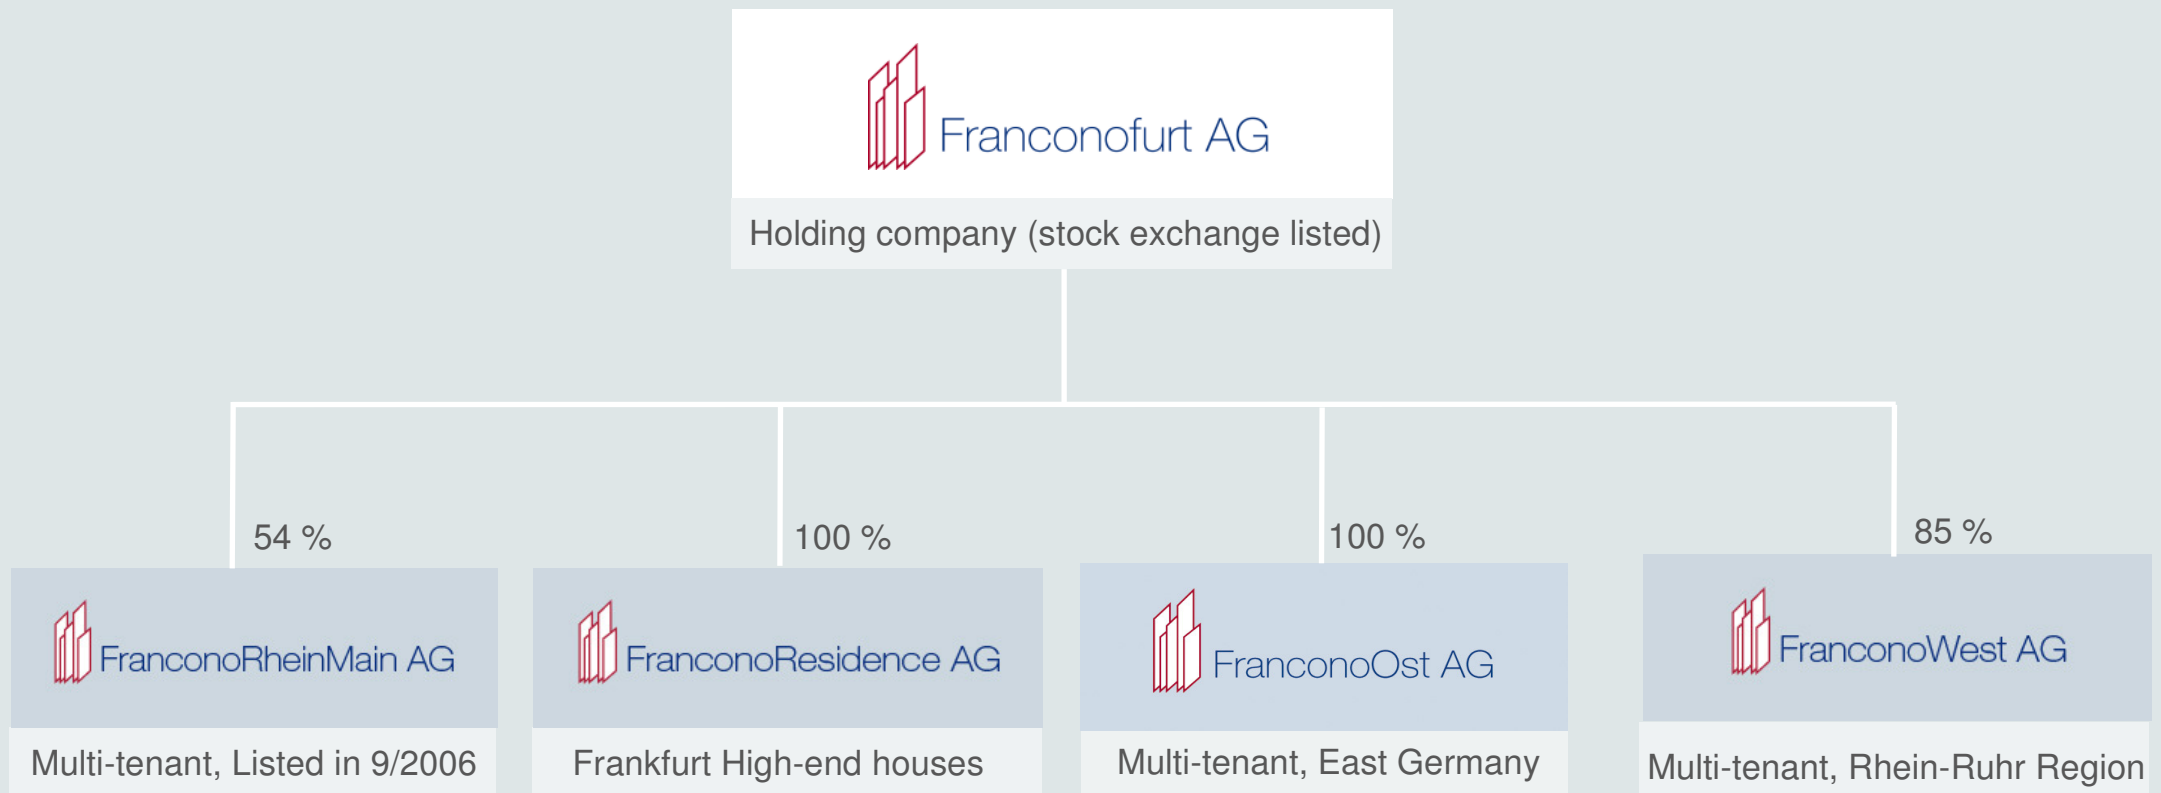 Franconofurt AG
Holding company (stock exchange listed)
54 %
100 %
100 %
85 %
FranconoRheinMain AG
FranconoResidence AG
FranconoOst AG
FranconoWest AG
Multi-tenant, Listed in 9/2006
Frankfurt High-end houses
Multi-tenant, East Germany
Multi-tenant, Rhein-Ruhr Region